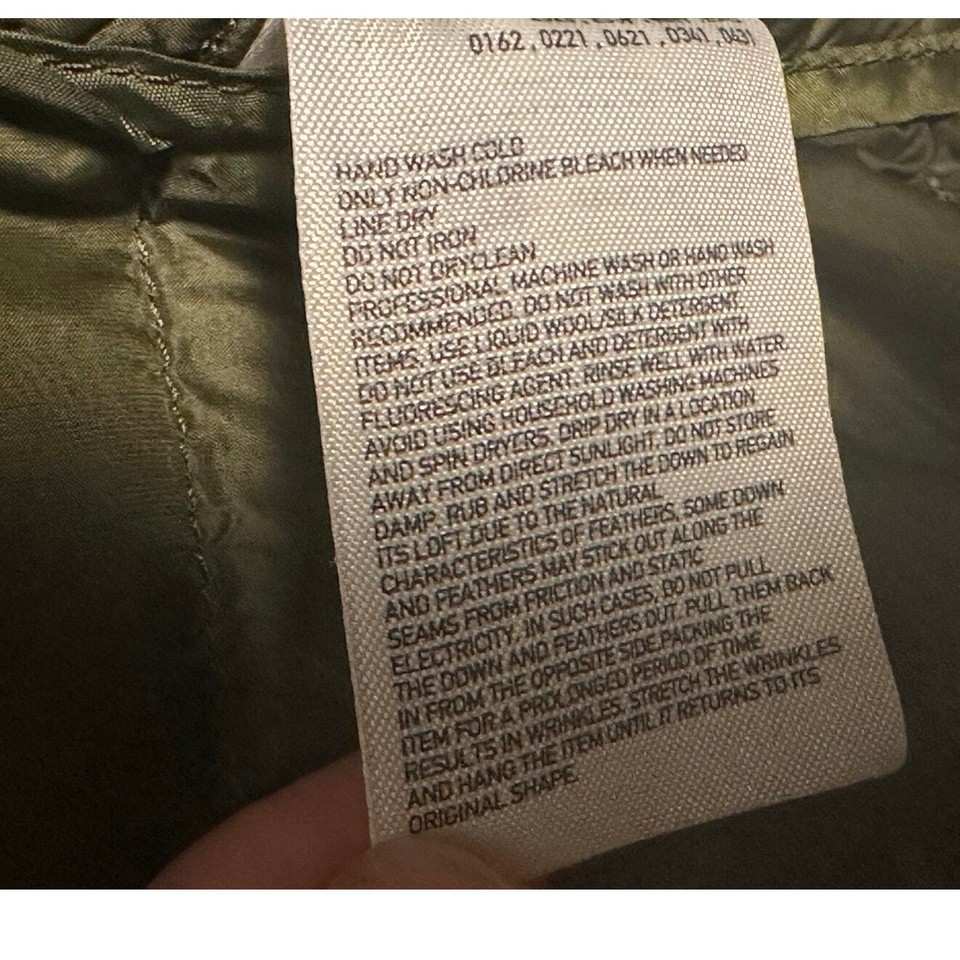 0162 , 0221 , 0621 , 0341 , 0431
HAND WASH COLD
ONLY NON-CHLORINE BLEACH WHEN NEEDED
LINE DRY
DO NOT IRON
DO NOT DRYCLEAN
PROFESSIONAL MACHINE WASH OR HAND WASH
RECOMMENDED. DO NOT WASH WITH OTHER
ITEMS. USE LIQUID WOOL/SILK DETERGENT.
DO NOT USE BLEACH AND DETERGENT WITH
FLUORESCING AGENT. RINSE WELL WITH WATER.
AVOID USING HOUSEHOLD WASHING MACHINES
AND SPIN DRYERS. DRIP DRY IN A LOCATION
AWAY FROM DIRECT SUNLIGHT. DO NOT STORE
DAMP. RUB AND STRETCH THE DOWN TO REGAIN
ITS LOFT.DUE TO THE NATURAL
CHARACTERISTICS OF FEATHERS, SOME DOWN
AND FEATHERS MAY STICK OUT ALONG THE
SEAMS FROM FRICTION AND STATIC
ELECTRICITY. IN SUCH CASES, DO NOT PULL
THE DOWN AND FEATHERS OUT. PULL THEM BACK
IN FROM THE OPPOSITE SIDE.PACKING THE
ITEM FOR A PROLONGED PERIOD OF TIME
RESULTS IN WRINKLES. STRETCH THE WRINKLES
AND HANG THE ITEM UNTIL IT RETURNS TO ITS
ORIGINAL SHAPE.